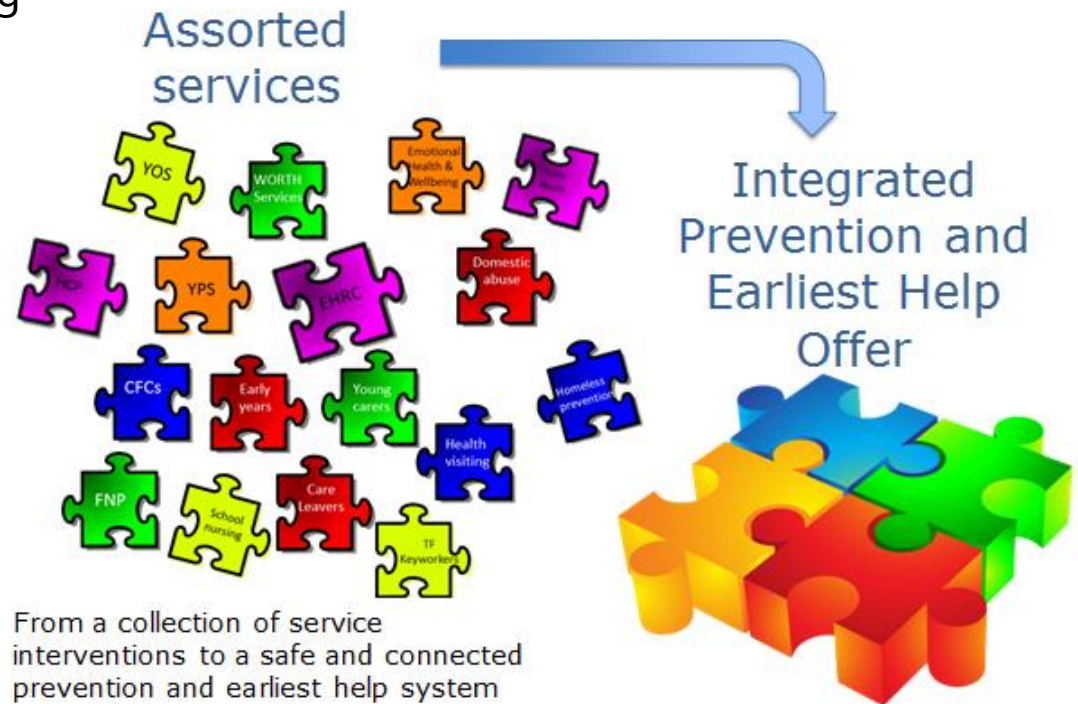 g
Assorted
services
Integrated
Prevention and
Earliest Help
Offer
YOS
WORTH
Services
Emotional
Health &
Wellbeing
YPS
EHRC
Domestic
abuse
CFCs
Early
years
Young
carers
Homeless
prevention
Health
visiting
FNP
School
nursing
Care
Leavers
TF
Keyworkers
From a collection of service
interventions to a safe and connected
prevention and earliest help system